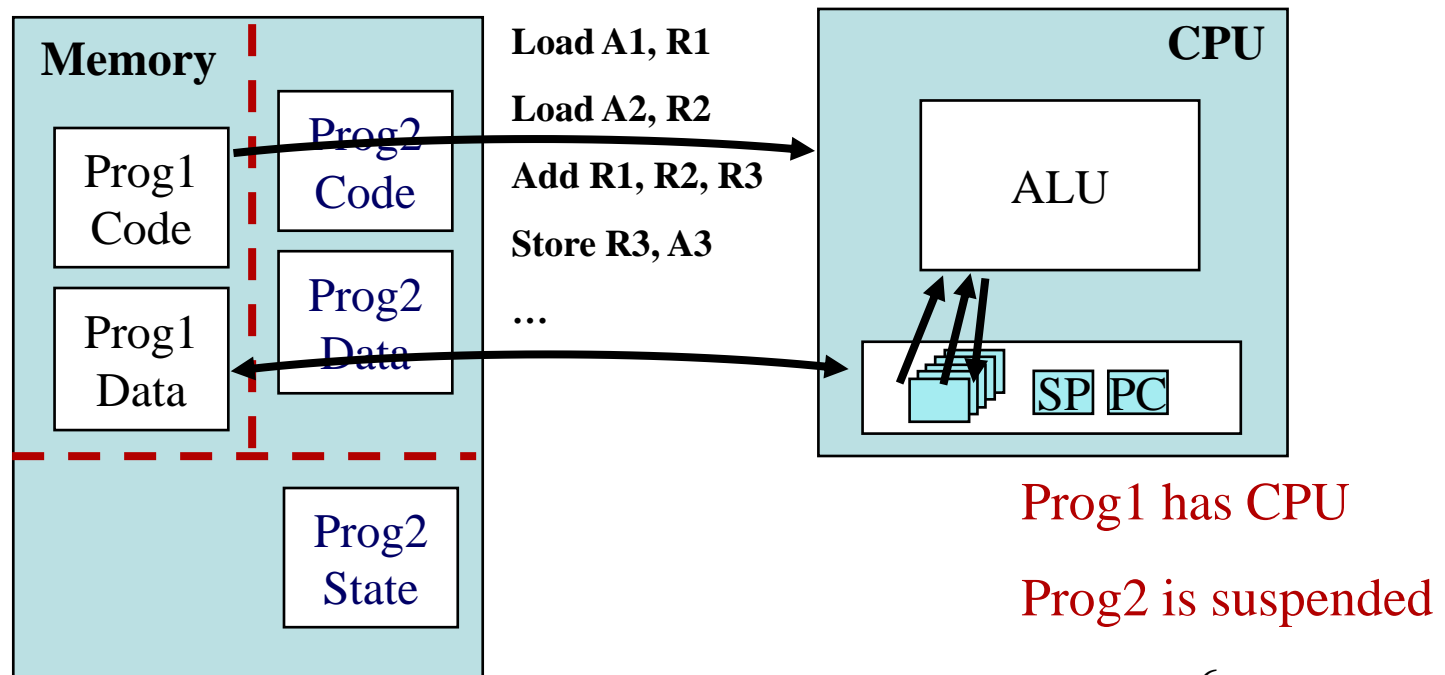 Memory
Prog1
Code
Prog2
Code
Prog1
Data
Prog2
Data
Prog2
State
Load A1, R1
Load A2, R2
Add R1, R2, R3
Store R3, A3
…
CPU
ALU
SP PC
Prog1 has CPU
Prog2 is suspended